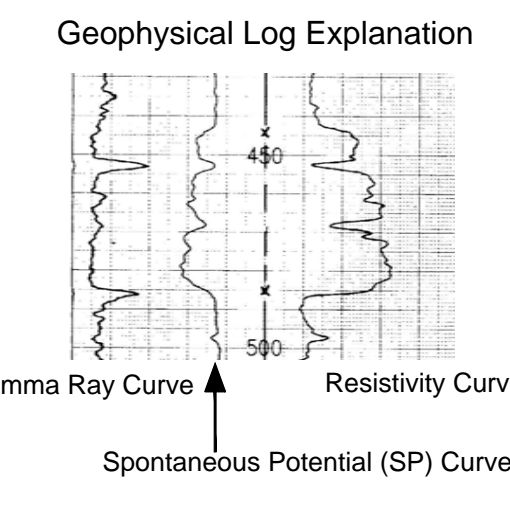 Geophysical Log Explanation
450
500
mma Ray Curve
Resistivity Curv
Spontaneous Potential (SP) Curve